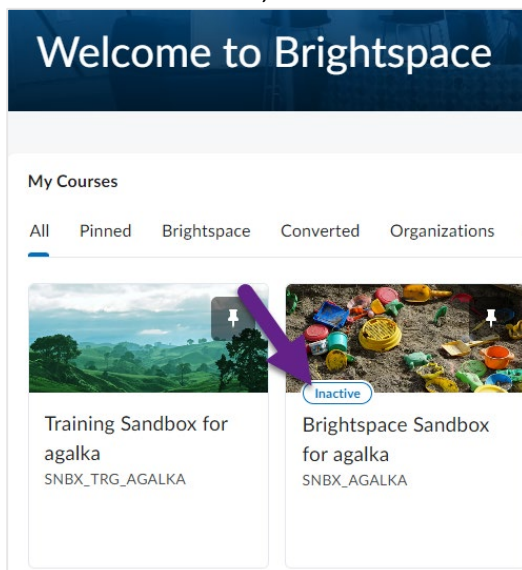 Welcome to Brightspace
My Courses
All Pinned Brightspace Converted Organizations
Inactive
Training Sandbox for
agalka
SNBX_TRG_AGALKA
Brightspace Sandbox
for agalka
SNBX_AGALKA